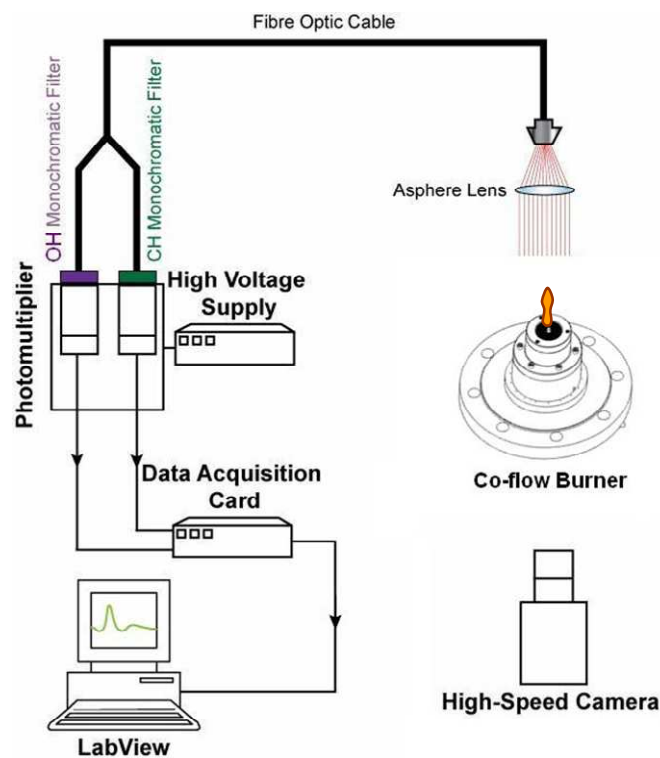 Fibre Optic Cable
OH Monochromatic Filter
CH Monochromatic Filter
Asphere Lens
High Voltage
Supply
Photomultiplier
Data Acquisition
Card
Co-flow Burner
LabView
High-Speed Camera